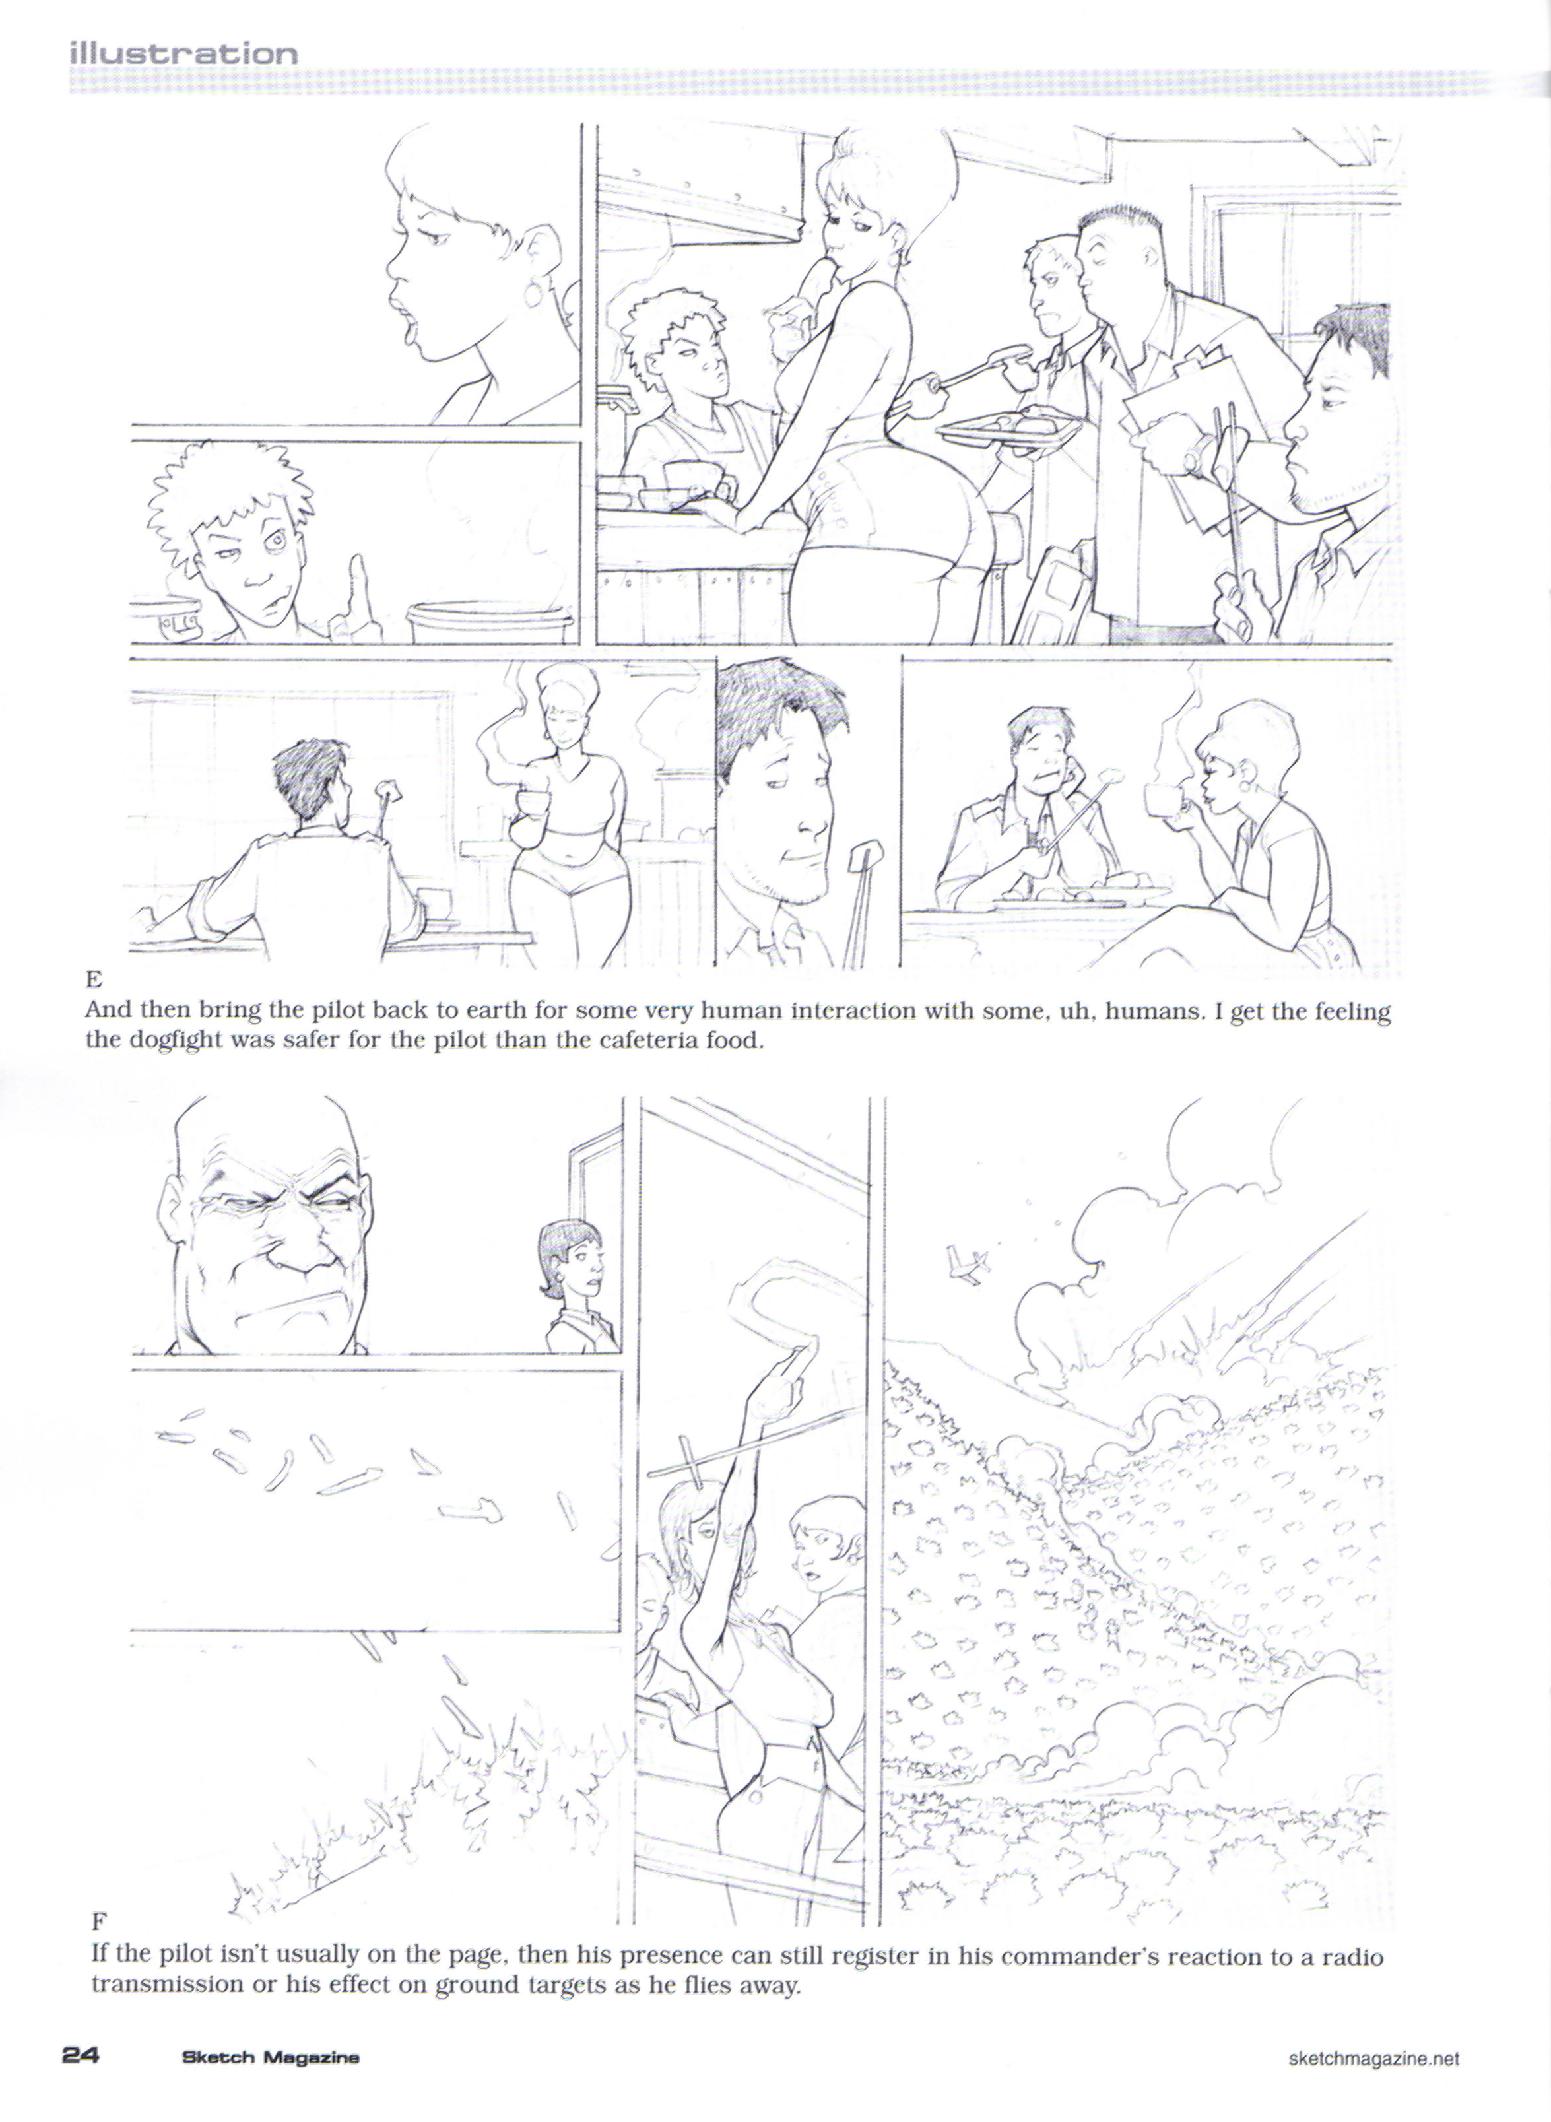 illustration
E
And then bring the pilot back to earth for some very human interaction with some, uh, humans. I get the feeling
the dogfight was safer for the pilot than the cafeteria food.
F
If the pilot isn't usually on the page, then his presence can still register in his commander's reaction to a radio
transmission or his effect on ground targets as he flies away.
24 Sketch Magazine sketchmagazine.net